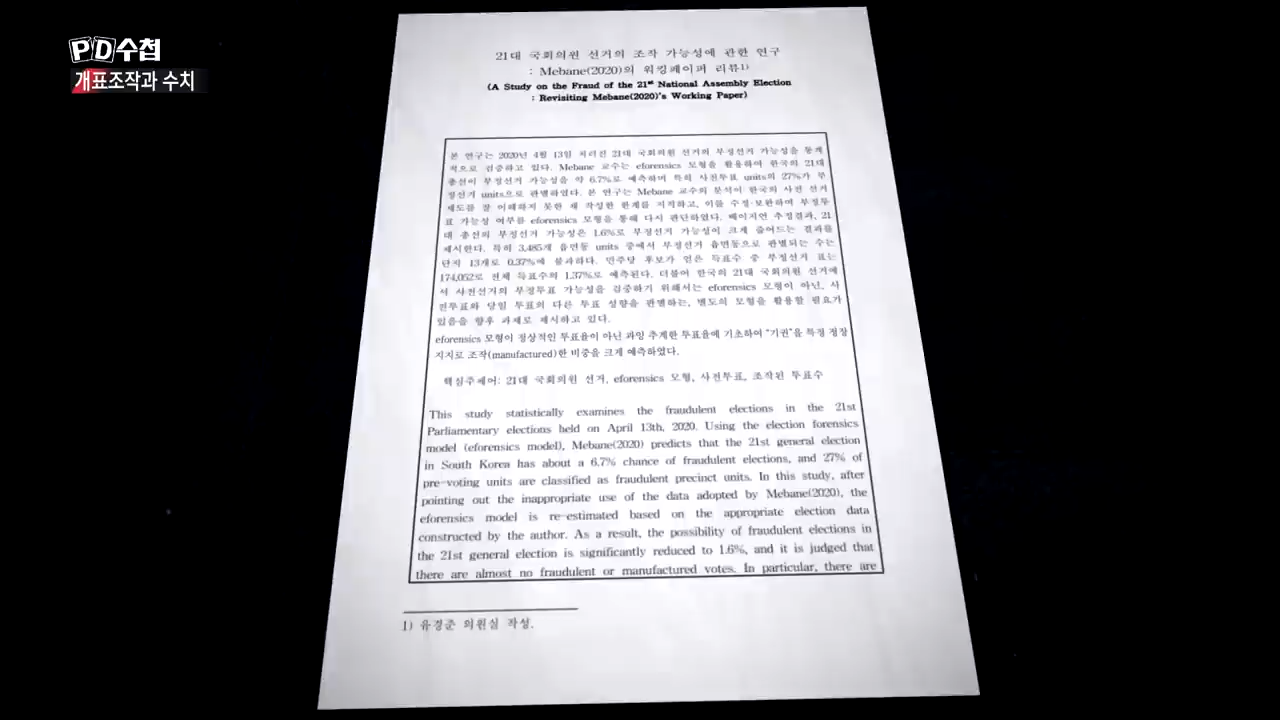 PD수첩
개표조작과 수치
21대 국회의원 선거의 조작 가능성에 관한 연구
: Mebane(2020)의 워킹페이퍼 리뷰1)
(A Study on the Fraud of the 21st National Assembly Election
: Revisiting Mebane(2020)'s Working Paper)
본 연구는 2020년 4월 13일 치러진 21대 국회의원 선거의 부정선거 가능성을 통계
적으로 검증하고 있다. Mebane 교수는 eforensics 모형을 활용하여 한국의 21대
총선이 부정선거 가능성을 약 6.7%로 예측하며 특히 사전투표 units의 27%가 부
정선거 units으로 판별하였다. 본 연구는 Mebane 교수의 분석이 한국의 사전 선거
제도를 잘 이해하지 못한 채 작성한 한계를 지적하고, 이를 수정·보완하며 부정투
표 가능성 여부를 eforensics 모형을 통해 다시 판단하였다. 베이지언 추정결과, 21
대 총선의 부정선거 가능성은 1.6%로 부정선거 가능성이 크게 줄어드는 결과를
제시한다. 특히 3,485개 읍면동 units 중에서 부정선거 읍면동으로 판별되는 수는
단지 13개로 0.37%에 불과하다. 민주당 후보가 얻은 득표수 중 부정선거 표는
174,052로 전체 득표수의 1.37%로 예측된다. 더불어 한국의 21대 국회의원 선거에
서 사전선거의 부정투표 가능성을 검증하기 위해서는 eforensics 모형이 아닌, 사
전투표와 당일 투표의 다른 투표 성향을 판별하는, 별도의 모형을 활용할 필요가
있음을 향후 과제로 제시하고 있다.
eforensics 모형이 정상적인 투표율이 아닌 과잉 추계한 투표율에 기초하여 "기권"을 특정 정당
지지로 조작(manufactured)한 비중을 크게 예측하였다.
핵심주제어: 21대 국회의원 선거, eforensics 모형, 사전투표, 조작된 투표수
This study statistically examines the fraudulent elections in the 21st
Parliamentary elections held on April 13th, 2020. Using the election forensics
model (eforensics model), Mebane(2020) predicts that the 21st general election
in South Korea has about a 6.7% chance of fraudulent elections, and 27% of
pre-voting units are classified as fraudulent precinct units. In this study, after
pointing out the inappropriate use of the data adopted by Mebane(2020), the
eforensics model is re-estimated based on the appropriate election data
constructed by the author. As a result, the possibility of fraudulent elections in
the 21st general election is significantly reduced to 1.6%, and it is judged that
there are almost no fraudulent or manufactured votes. In particular, there are
1) 유경준 의원실 작성.